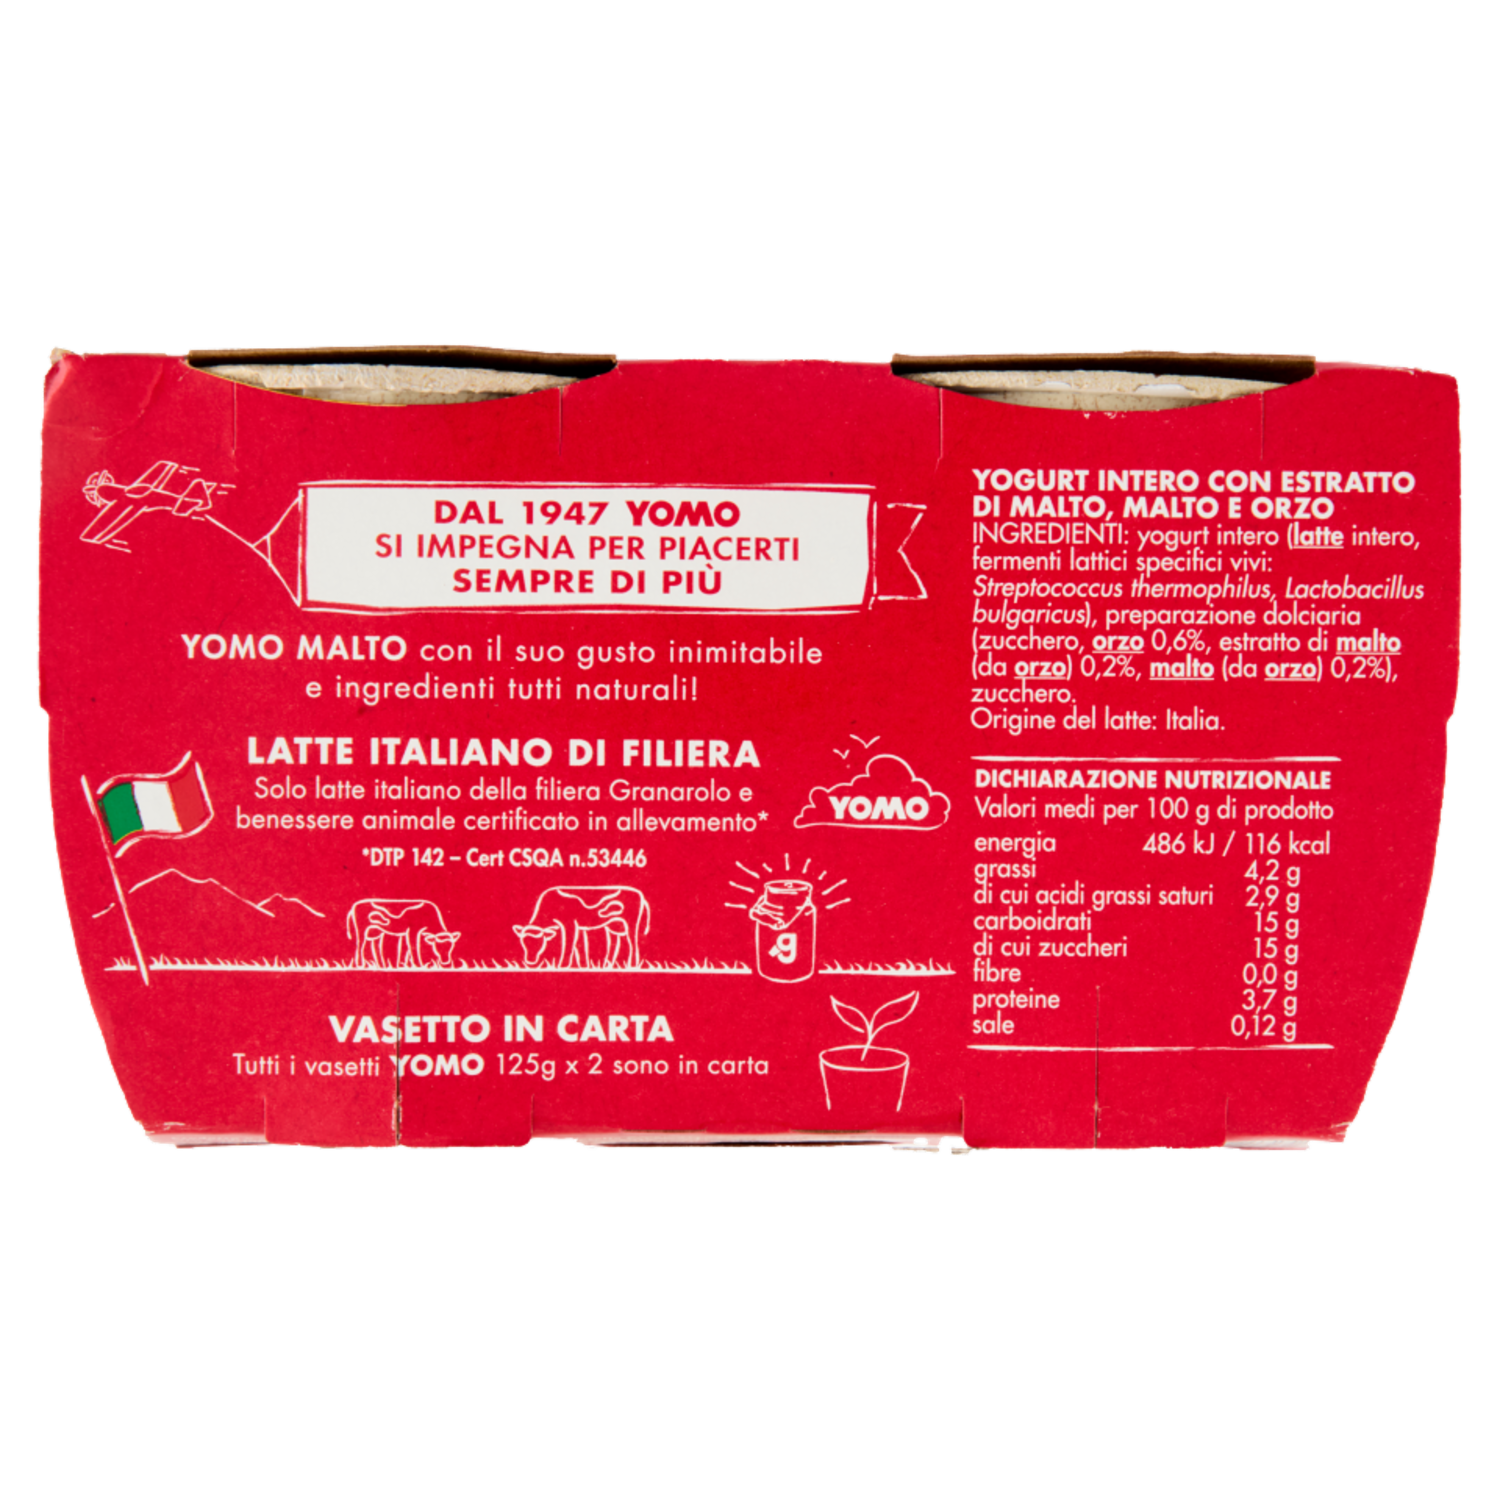 DAL 1947 YOMO
SI IMPEGNA PER PIACERTI
SEMPRE DI PIÙ
YOMO MALTO con il suo gusto inimitabile
e ingredienti tutti naturali!
LATTE ITALIANO DI FILIERA
Solo latte italiano della filiera Granarolo e
benessere animale certificato in allevamento*
*DTP 142 – Cert CSQA n.53446
YOMO
g
VASETTO IN CARTA
Tutti i vasetti YOMO 125g x 2 sono in carta
YOGURT INTERO CON ESTRATTO
DI MALTO, MALTO E ORZO
INGREDIENTI: yogurt intero (latte intero,
fermenti lattici specifici vivi:
Streptococcus thermophilus, Lactobacillus
bulgaricus), preparazione dolciaria
(zucchero, orzo 0,6%, estratto di malto
(da orzo) 0,2%, malto (da orzo) 0,2%),
zucchero.
Origine del latte: Italia.
DICHIARAZIONE NUTRIZIONALE
Valori medi per 100 g di prodotto
energia 486 kJ / 116 kcal
grassi 4,2 g
di cui acidi grassi saturi 2,9 g
carboidrati 15 g
di cui zuccheri 15 g
fibre 0,0 g
proteine 3,7 g
sale 0,12 g